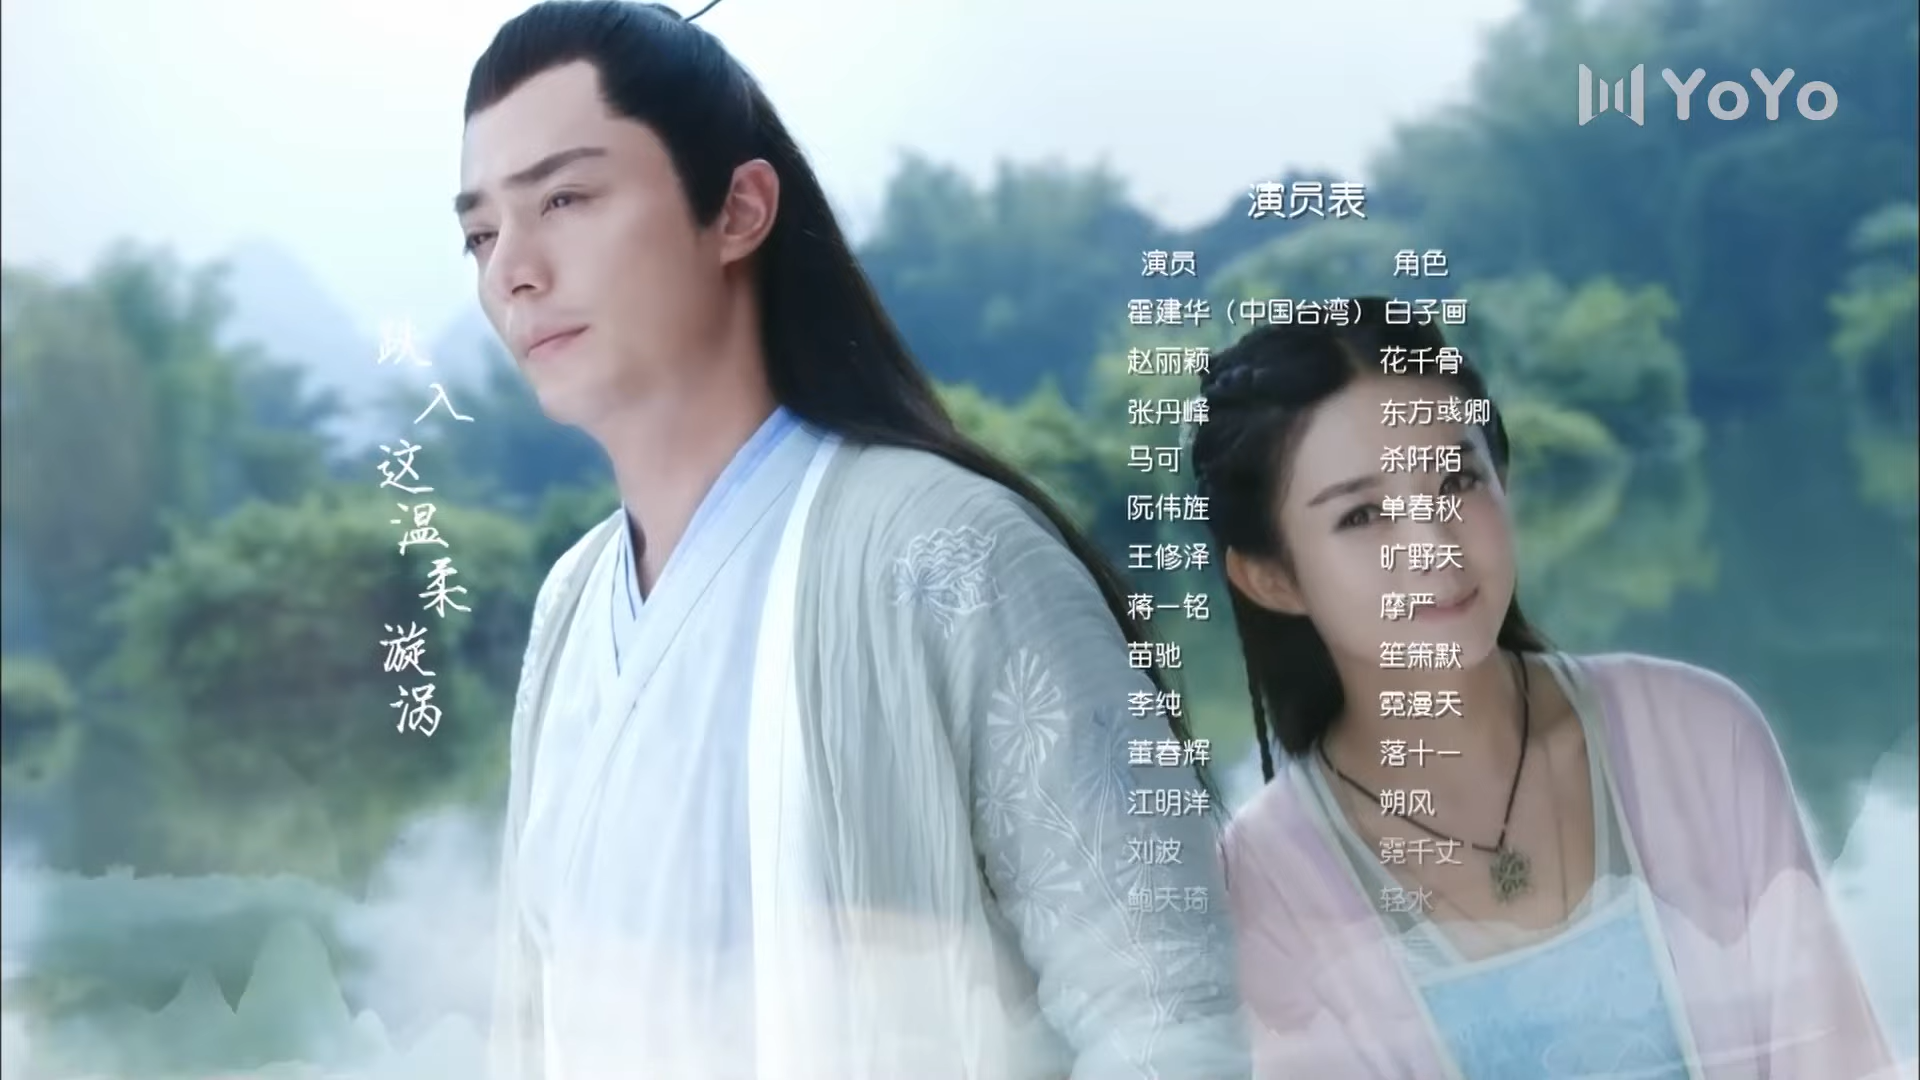 YoYo
演员表
演员 角色
霍建华（中国台湾） 白子画
赵丽颖 花千骨
张丹峰 东方彧卿
马可 杀阡陌
阮伟旌 单春秋
王修泽 旷野天
蒋一铭 摩严
苗驰 笙箫默
李纯 霓漫天
董春辉 落十一
江明洋 朔风
刘波 霓千丈
鲍天琦 轻水
跌入这温柔漩涡